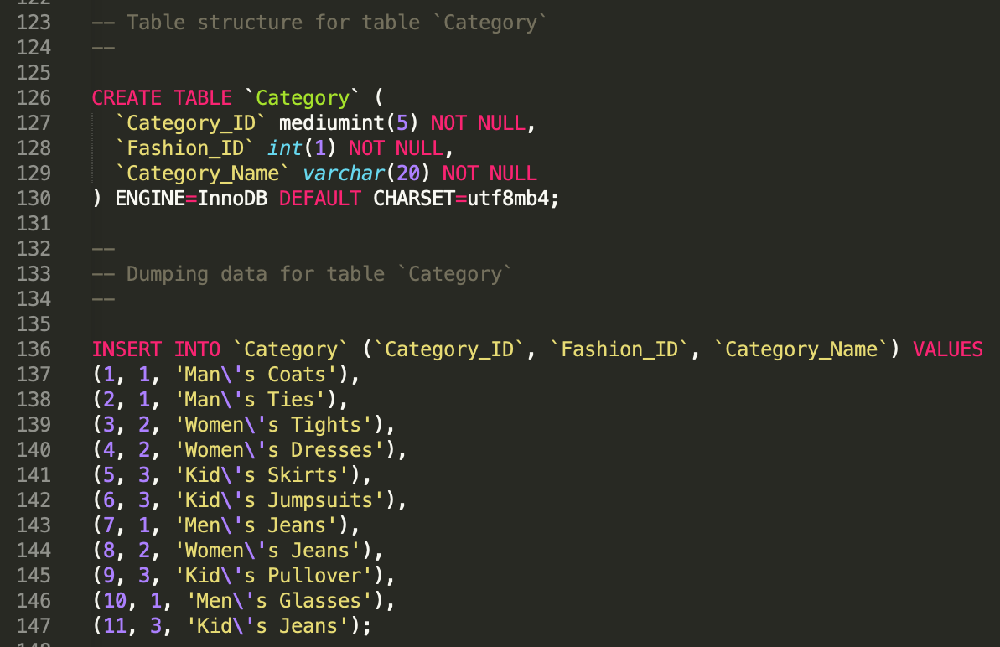 123 -- Table structure for table `Category`
124 --
125
126 CREATE TABLE `Category` (
127 `Category_ID` mediumint(5) NOT NULL,
128 `Fashion_ID` int(1) NOT NULL,
129 `Category_Name` varchar(20) NOT NULL
130 ) ENGINE=InnoDB DEFAULT CHARSET=utf8mb4;
131
132 --
133 -- Dumping data for table `Category`
134 --
135
136 INSERT INTO `Category` (`Category_ID`, `Fashion_ID`, `Category_Name`) VALUES
137 (1, 1, 'Man\'s Coats'),
138 (2, 1, 'Man\'s Ties'),
139 (3, 2, 'Women\'s Tights'),
140 (4, 2, 'Women\'s Dresses'),
141 (5, 3, 'Kid\'s Skirts'),
142 (6, 3, 'Kid\'s Jumpsuits'),
143 (7, 1, 'Men\'s Jeans'),
144 (8, 2, 'Women\'s Jeans'),
145 (9, 3, 'Kid\'s Pullover'),
146 (10, 1, 'Men\'s Glasses'),
147 (11, 3, 'Kid\'s Jeans');